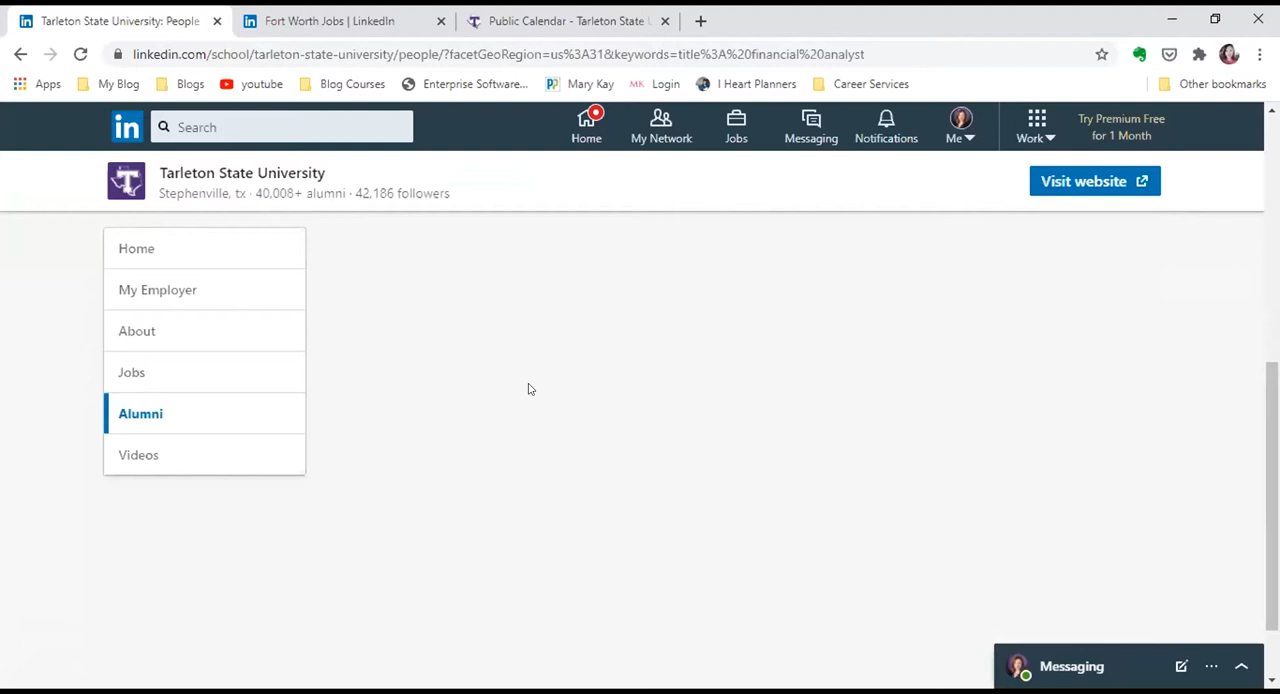 Tarleton State University: People
Fort Worth Jobs | LinkedIn
Public Calendar - Tarleton State
linkedin.com/school/tarleton-state-university/people/?facetGeoRegion=us%3A31&keywords=title%3A%20financial%20analyst
Apps My Blog Blogs youtube Blog Courses Enterprise Software... Mary Kay MK Login I Heart Planners Career Services Other bookmarks
in Search Home My Network Jobs Messaging Notifications Me Work Try Premium Free
for 1 Month
Tarleton State University
Stephenville, tx · 40,008+ alumni · 42,186 followers
Visit website
Home
My Employer
About
Jobs
Alumni
Videos
Messaging